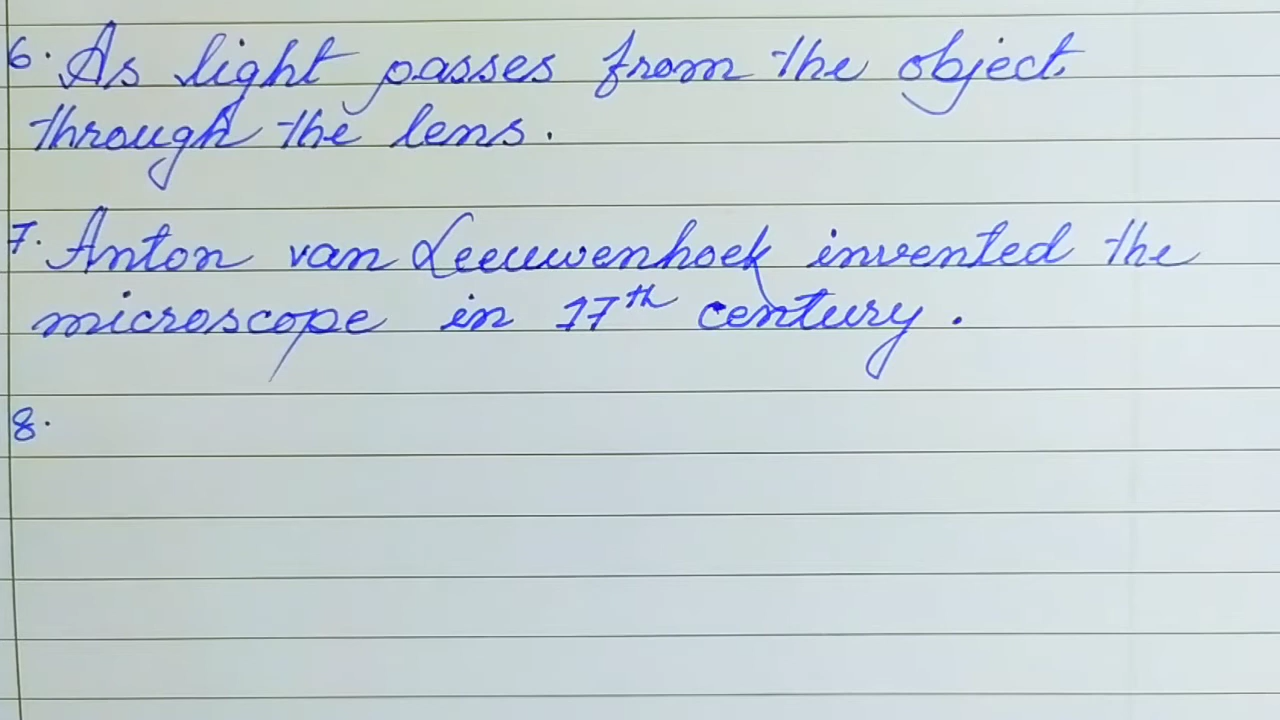 6. As light passes from the object
through the lens.
7. Anton van Leeuwenhoek invented the
microscope in 17th century.
8.